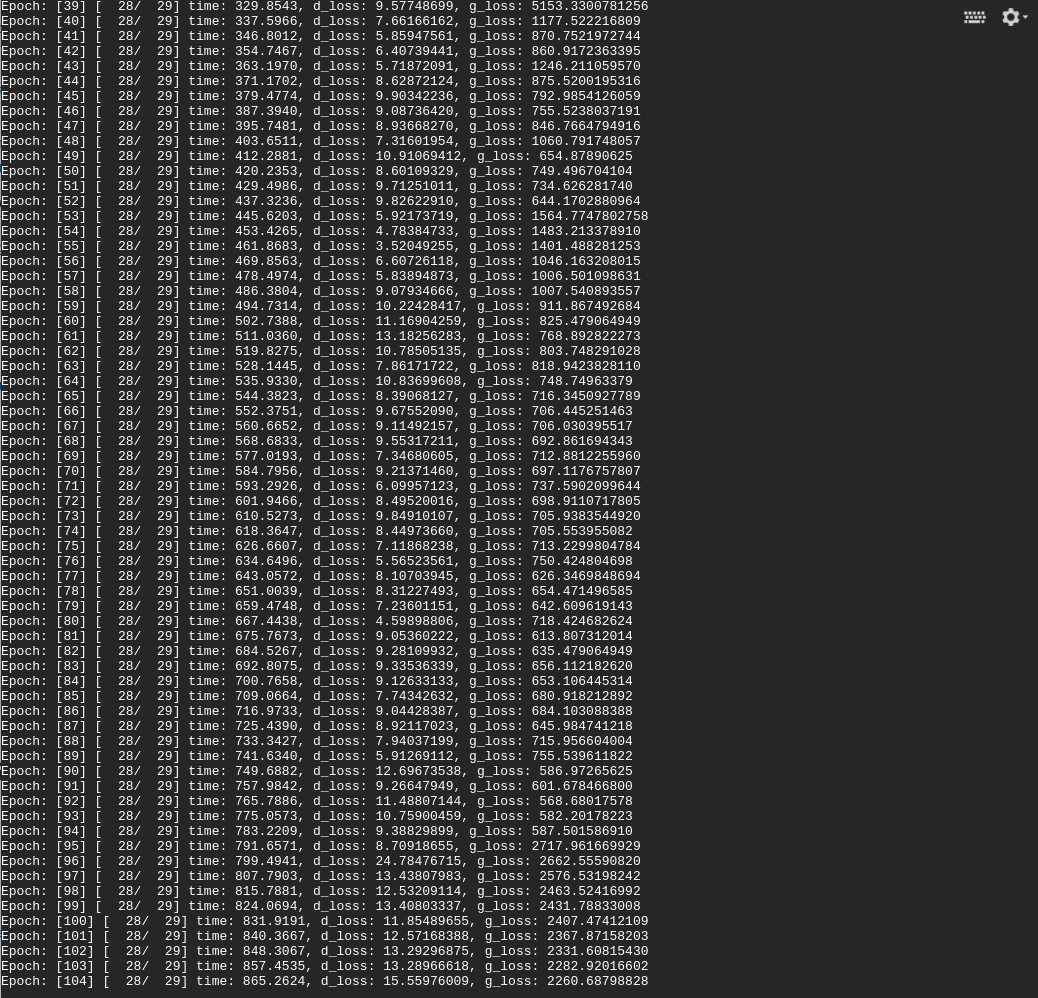 Epoch: [39] [  28/  29] time: 329.8543, d_loss: 9.57748699, g_loss: 5153.3300781256
Epoch: [40] [  28/  29] time: 337.5966, d_loss: 7.66166162, g_loss: 1177.522216809
Epoch: [41] [  28/  29] time: 346.8012, d_loss: 5.85947561, g_loss: 870.7521972744
Epoch: [42] [  28/  29] time: 354.7467, d_loss: 6.40739441, g_loss: 860.9172363395
Epoch: [43] [  28/  29] time: 363.1970, d_loss: 5.71872091, g_loss: 1246.211059570
Epoch: [44] [  28/  29] time: 371.1702, d_loss: 8.62872124, g_loss: 875.5200195316
Epoch: [45] [  28/  29] time: 379.4774, d_loss: 9.90342236, g_loss: 792.9854126059
Epoch: [46] [  28/  29] time: 387.3940, d_loss: 9.08736420, g_loss: 755.5238037191
Epoch: [47] [  28/  29] time: 395.7481, d_loss: 8.93668270, g_loss: 846.7664794916
Epoch: [48] [  28/  29] time: 403.6511, d_loss: 7.31601954, g_loss: 1060.791748057
Epoch: [49] [  28/  29] time: 412.2881, d_loss: 10.91069412, g_loss: 654.87890625
Epoch: [50] [  28/  29] time: 420.2353, d_loss: 8.60109329, g_loss: 749.496704104
Epoch: [51] [  28/  29] time: 429.4986, d_loss: 9.71251011, g_loss: 734.626281740
Epoch: [52] [  28/  29] time: 437.3236, d_loss: 9.82622910, g_loss: 644.1702880964
Epoch: [53] [  28/  29] time: 445.6203, d_loss: 5.92173719, g_loss: 1564.7747802758
Epoch: [54] [  28/  29] time: 453.4265, d_loss: 4.78384733, g_loss: 1483.213378910
Epoch: [55] [  28/  29] time: 461.8683, d_loss: 3.52049255, g_loss: 1401.488281253
Epoch: [56] [  28/  29] time: 469.8563, d_loss: 6.60726118, g_loss: 1046.163208015
Epoch: [57] [  28/  29] time: 478.4974, d_loss: 5.83894873, g_loss: 1006.501098631
Epoch: [58] [  28/  29] time: 486.3804, d_loss: 9.07934666, g_loss: 1007.540893557
Epoch: [59] [  28/  29] time: 494.7314, d_loss: 10.22428417, g_loss: 911.867492684
Epoch: [60] [  28/  29] time: 502.7388, d_loss: 11.16904259, g_loss: 825.479064949
Epoch: [61] [  28/  29] time: 511.0360, d_loss: 13.18256283, g_loss: 768.892822273
Epoch: [62] [  28/  29] time: 519.8275, d_loss: 10.78505135, g_loss: 803.748291028
Epoch: [63] [  28/  29] time: 528.1445, d_loss: 7.86171722, g_loss: 818.9423828110
Epoch: [64] [  28/  29] time: 535.9330, d_loss: 10.83699608, g_loss: 748.74963379
Epoch: [65] [  28/  29] time: 544.3823, d_loss: 8.39068127, g_loss: 716.3450927789
Epoch: [66] [  28/  29] time: 552.3751, d_loss: 9.67552090, g_loss: 706.445251463
Epoch: [67] [  28/  29] time: 560.6652, d_loss: 9.11492157, g_loss: 706.030395517
Epoch: [68] [  28/  29] time: 568.6833, d_loss: 9.55317211, g_loss: 692.861694343
Epoch: [69] [  28/  29] time: 577.0193, d_loss: 7.34680605, g_loss: 712.8812255960
Epoch: [70] [  28/  29] time: 584.7956, d_loss: 9.21371460, g_loss: 697.1176757807
Epoch: [71] [  28/  29] time: 593.2926, d_loss: 6.09957123, g_loss: 737.5902099644
Epoch: [72] [  28/  29] time: 601.9466, d_loss: 8.49520016, g_loss: 698.9110717805
Epoch: [73] [  28/  29] time: 610.5273, d_loss: 9.84910107, g_loss: 705.9383544920
Epoch: [74] [  28/  29] time: 618.3647, d_loss: 8.44973660, g_loss: 705.553955082
Epoch: [75] [  28/  29] time: 626.6607, d_loss: 7.11868238, g_loss: 713.2299804784
Epoch: [76] [  28/  29] time: 634.6496, d_loss: 5.56523561, g_loss: 750.424804698
Epoch: [77] [  28/  29] time: 643.0572, d_loss: 8.10703945, g_loss: 626.3469848694
Epoch: [78] [  28/  29] time: 651.0039, d_loss: 8.31227493, g_loss: 654.471496585
Epoch: [79] [  28/  29] time: 659.4748, d_loss: 7.23601151, g_loss: 642.609619143
Epoch: [80] [  28/  29] time: 667.4438, d_loss: 4.59898806, g_loss: 718.424682624
Epoch: [81] [  28/  29] time: 675.7673, d_loss: 9.05360222, g_loss: 613.807312014
Epoch: [82] [  28/  29] time: 684.5267, d_loss: 9.28109932, g_loss: 635.479064949
Epoch: [83] [  28/  29] time: 692.8075, d_loss: 9.33536339, g_loss: 656.112182620
Epoch: [84] [  28/  29] time: 700.7658, d_loss: 9.12633133, g_loss: 653.106445314
Epoch: [85] [  28/  29] time: 709.0664, d_loss: 7.74342632, g_loss: 680.918212892
Epoch: [86] [  28/  29] time: 716.9733, d_loss: 9.04428387, g_loss: 684.103088388
Epoch: [87] [  28/  29] time: 725.4390, d_loss: 8.92117023, g_loss: 645.984741218
Epoch: [88] [  28/  29] time: 733.3427, d_loss: 7.94037199, g_loss: 715.956604004
Epoch: [89] [  28/  29] time: 741.6340, d_loss: 5.91269112, g_loss: 755.539611822
Epoch: [90] [  28/  29] time: 749.6882, d_loss: 12.69673538, g_loss: 586.97265625
Epoch: [91] [  28/  29] time: 757.9842, d_loss: 9.26647949, g_loss: 601.678466800
Epoch: [92] [  28/  29] time: 765.7886, d_loss: 11.48807144, g_loss: 568.68017578
Epoch: [93] [  28/  29] time: 775.0573, d_loss: 10.75900459, g_loss: 582.20178223
Epoch: [94] [  28/  29] time: 783.2209, d_loss: 9.38829899, g_loss: 587.501586910
Epoch: [95] [  28/  29] time: 791.6571, d_loss: 8.70918655, g_loss: 2717.961669929
Epoch: [96] [  28/  29] time: 799.4941, d_loss: 24.78476715, g_loss: 2662.55590820
Epoch: [97] [  28/  29] time: 807.7903, d_loss: 13.43807983, g_loss: 2576.53198242
Epoch: [98] [  28/  29] time: 815.7881, d_loss: 12.53209114, g_loss: 2463.52416992
Epoch: [99] [  28/  29] time: 824.0694, d_loss: 13.40803337, g_loss: 2431.78833008
Epoch: [100] [  28/  29] time: 831.9191, d_loss: 11.85489655, g_loss: 2407.47412109
Epoch: [101] [  28/  29] time: 840.3667, d_loss: 12.57168388, g_loss: 2367.87158203
Epoch: [102] [  28/  29] time: 848.3067, d_loss: 13.29296875, g_loss: 2331.60815430
Epoch: [103] [  28/  29] time: 857.4535, d_loss: 13.28966618, g_loss: 2282.92016602
Epoch: [104] [  28/  29] time: 865.2624, d_loss: 15.55976009, g_loss: 2260.68798828